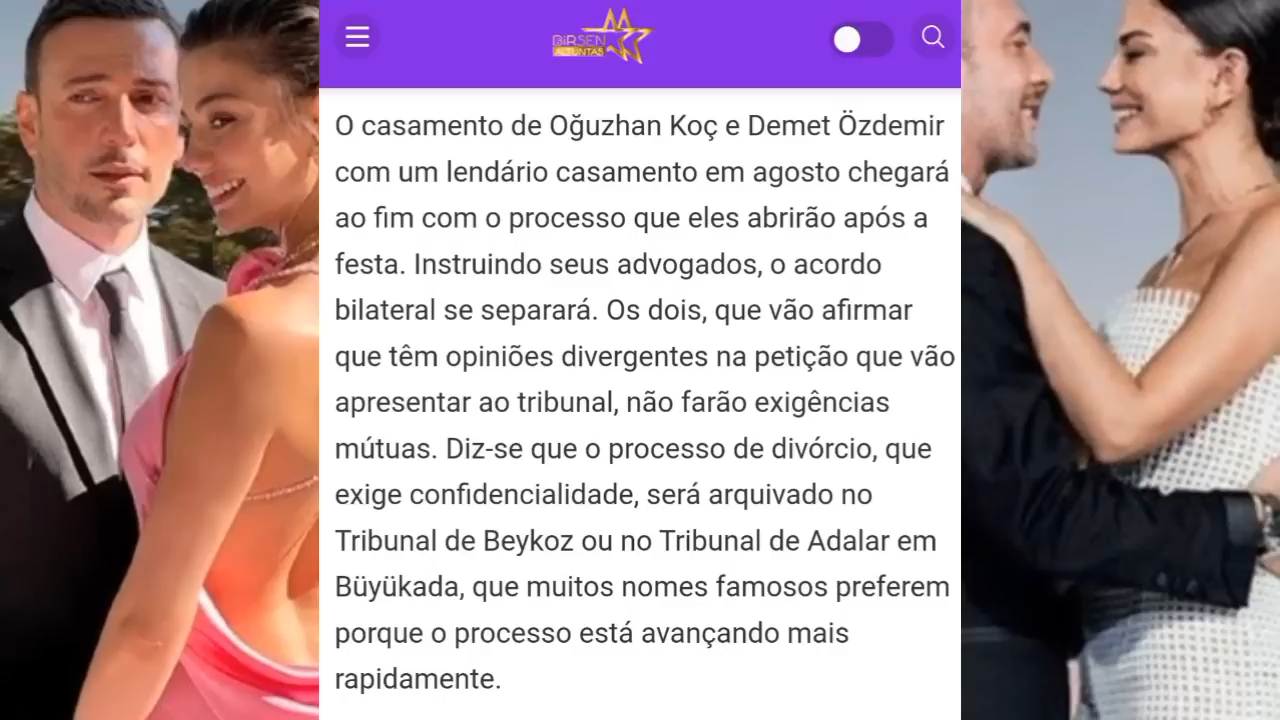 BİRSEN
ALTUNTAŞ
O casamento de Oğuzhan Koç e Demet Özdemir
com um lendário casamento em agosto chegará
ao fim com o processo que eles abrirão após a
festa. Instruindo seus advogados, o acordo
bilateral se separará. Os dois, que vão afirmar
que têm opiniões divergentes na petição que vão
apresentar ao tribunal, não farão exigências
mútuas. Diz-se que o processo de divórcio, que
exige confidencialidade, será arquivado no
Tribunal de Beykoz ou no Tribunal de Adalar em
Büyükada, que muitos nomes famosos preferem
porque o processo está avançando mais
rapidamente.